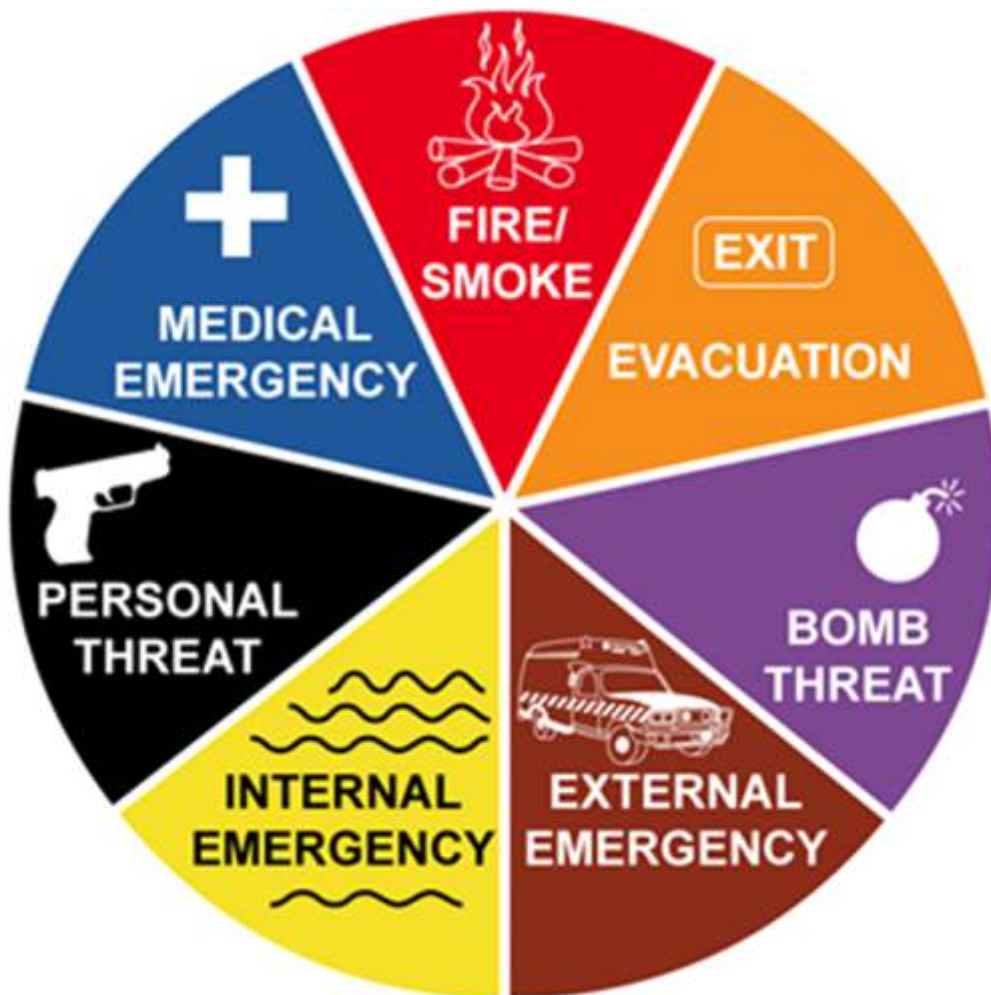 FIRE/
SMOKE
EXIT
EVACUATION
BOMB
THREAT
EXTERNAL
EMERGENCY
INTERNAL
EMERGENCY
PERSONAL
THREAT
MEDICAL
EMERGENCY